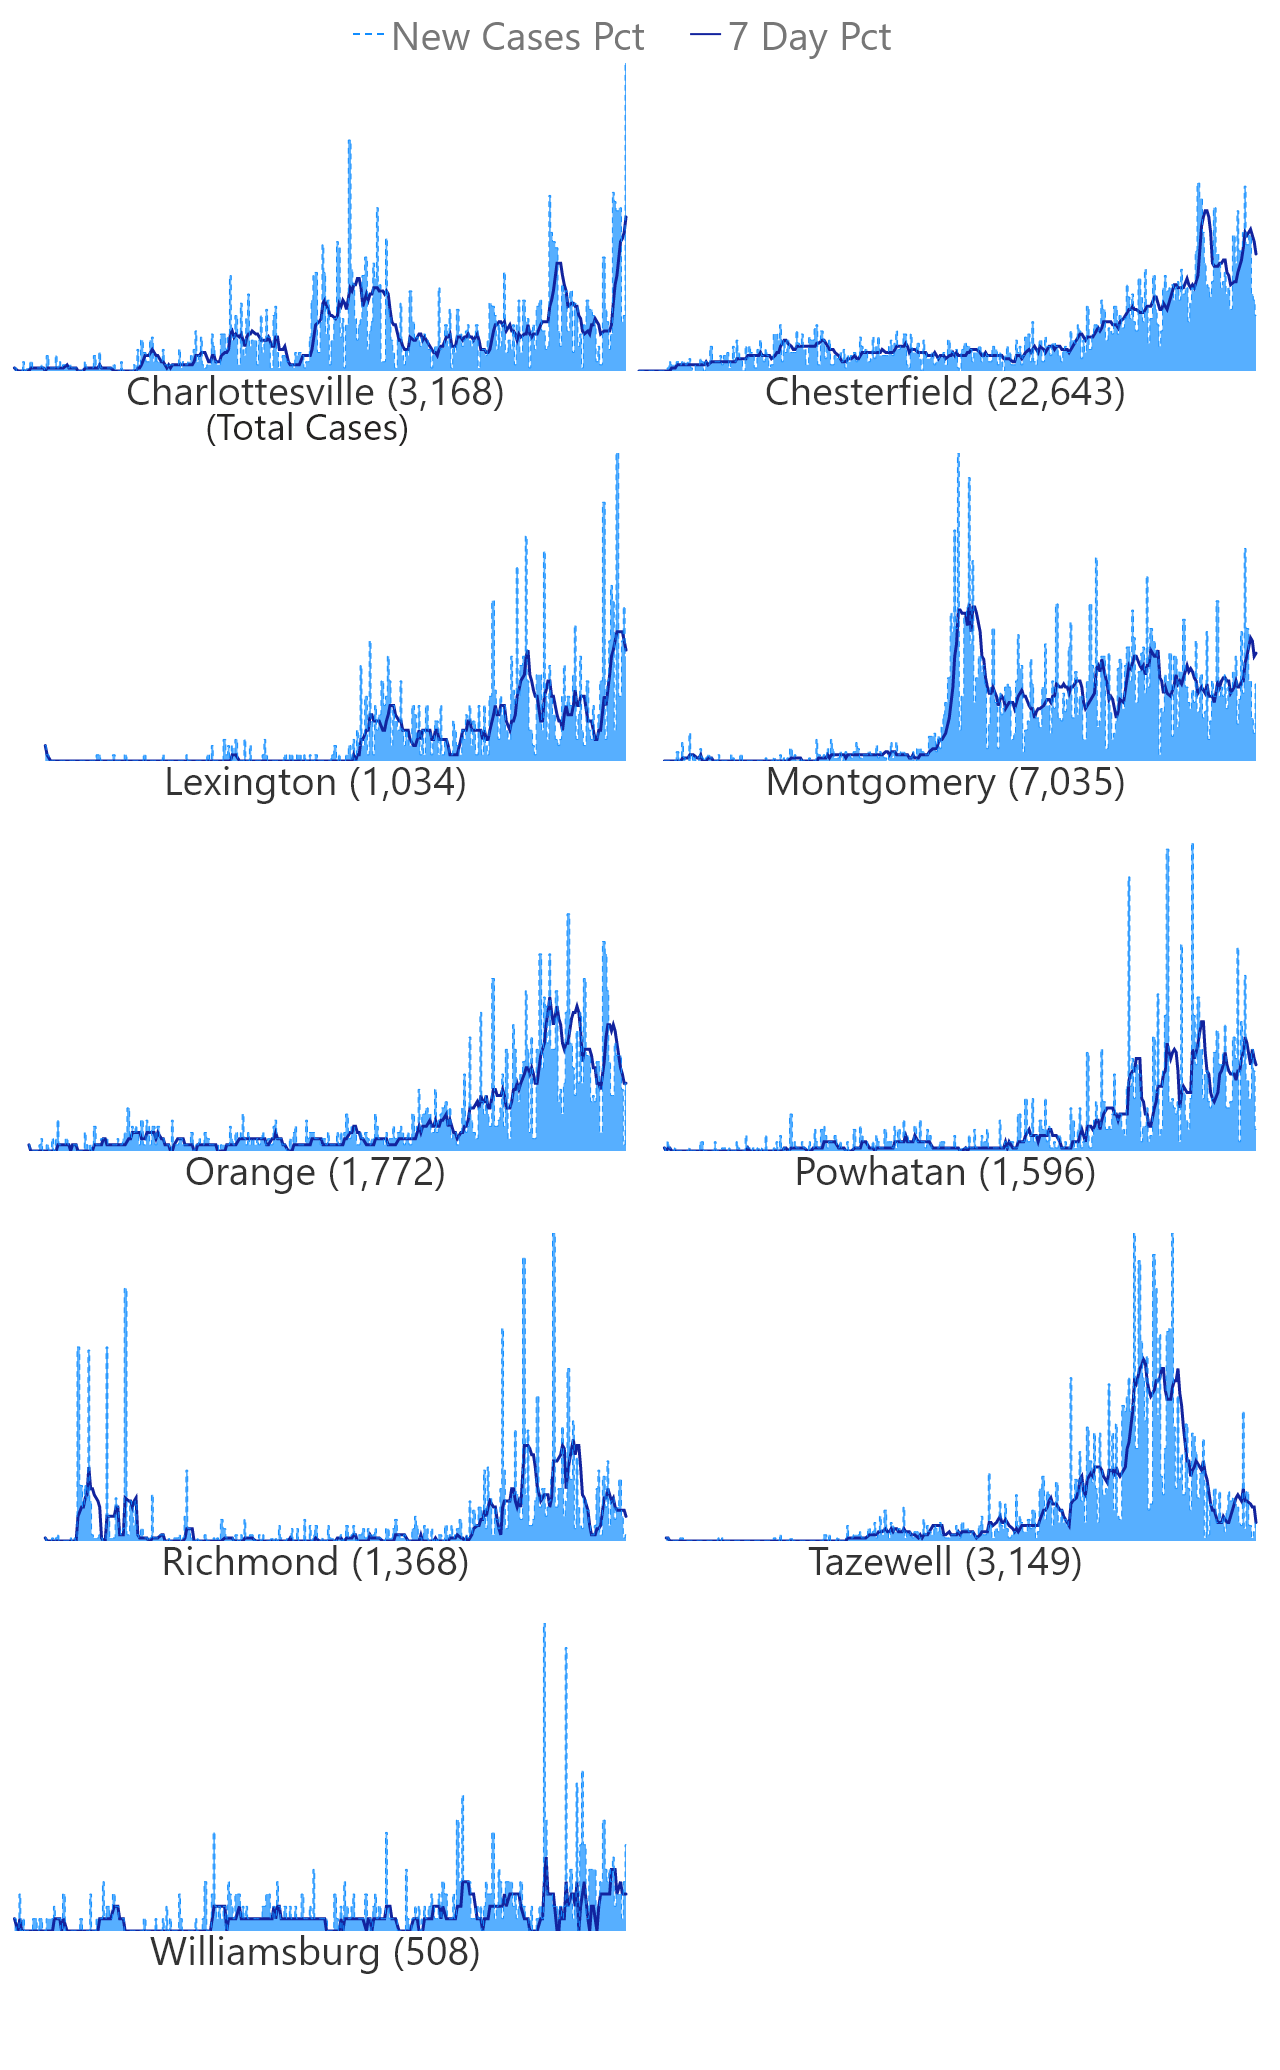 New Cases Pct 7 Day Pct
Charlottesville (3,168)
(Total Cases)
Chesterfield (22,643)
Lexington (1,034)
Montgomery (7,035)
Orange (1,772)
Powhatan (1,596)
Richmond (1,368)
Tazewell (3,149)
Williamsburg (508)